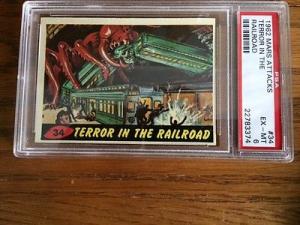 34
TERROR IN THE RAILROAD
1962 MARS ATTACKS
TERROR IN THE
RAILROAD
#34
EX-MT
6
22783374